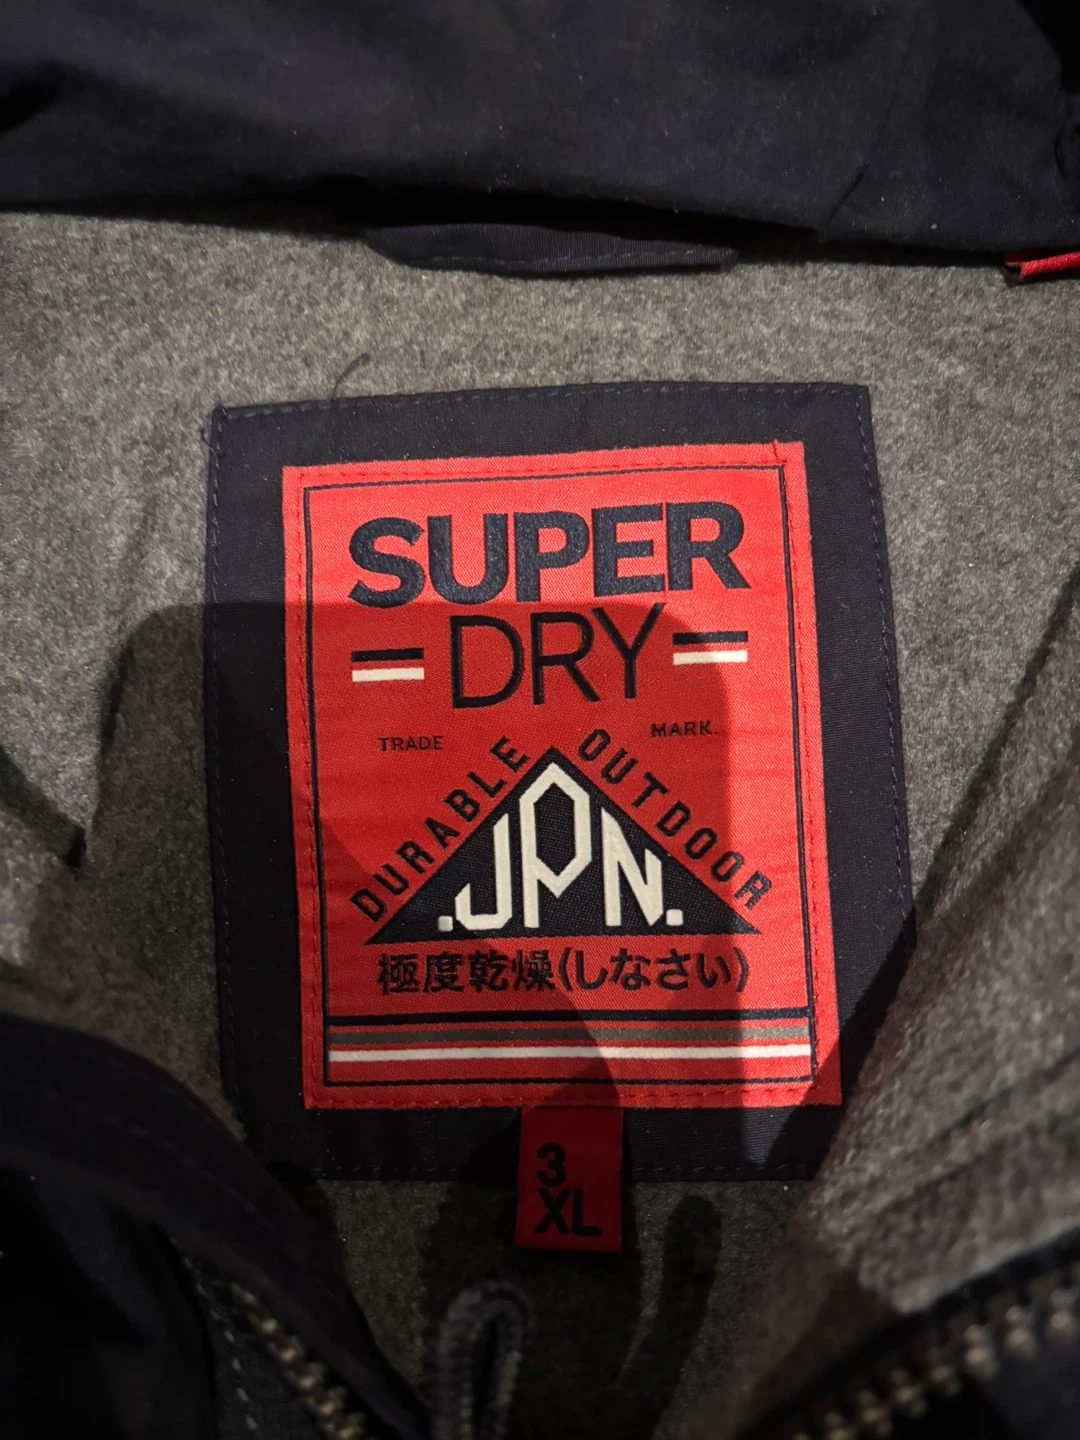 SUPER
DRY
TRADE MARK.
DURABLE OUTDOOR
.JPN.
極度乾燥(しなさい)
3
XL